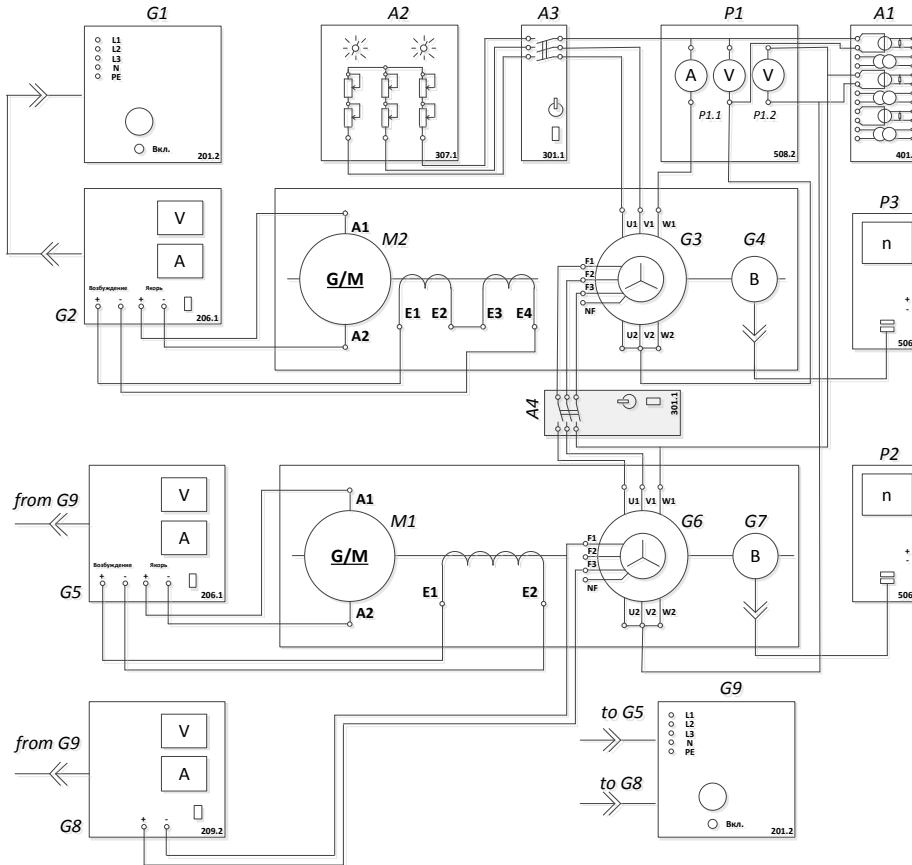 G1
A2
A3
P1
A1
L1
L2
L3
N
PE
Вкл.
201.2
307.1
301.1
A
V
V
P1.1
P1.2
508.2
401.
V
A
Возбуждение
Якорь
+ - + -
206.1
G2
A1
G/M
M2
A2
E1
E2
E3
E4
U1 V1 W1
F1
F2
F3
NF
G3
U2 V2 W2
G4
B
P3
n
+
-
506
A4
301.1
from G9
V
A
Возбуждение
Якорь
+ - + -
206.1
G5
A1
G/M
M1
A2
E1
E2
U1 V1 W1
F1
F2
F3
NF
G6
U2 V2 W2
G7
B
P2
n
+
-
506
from G9
V
A
+ -
209.2
G8
to G5
to G8
G9
L1
L2
L3
N
PE
Вкл.
201.2